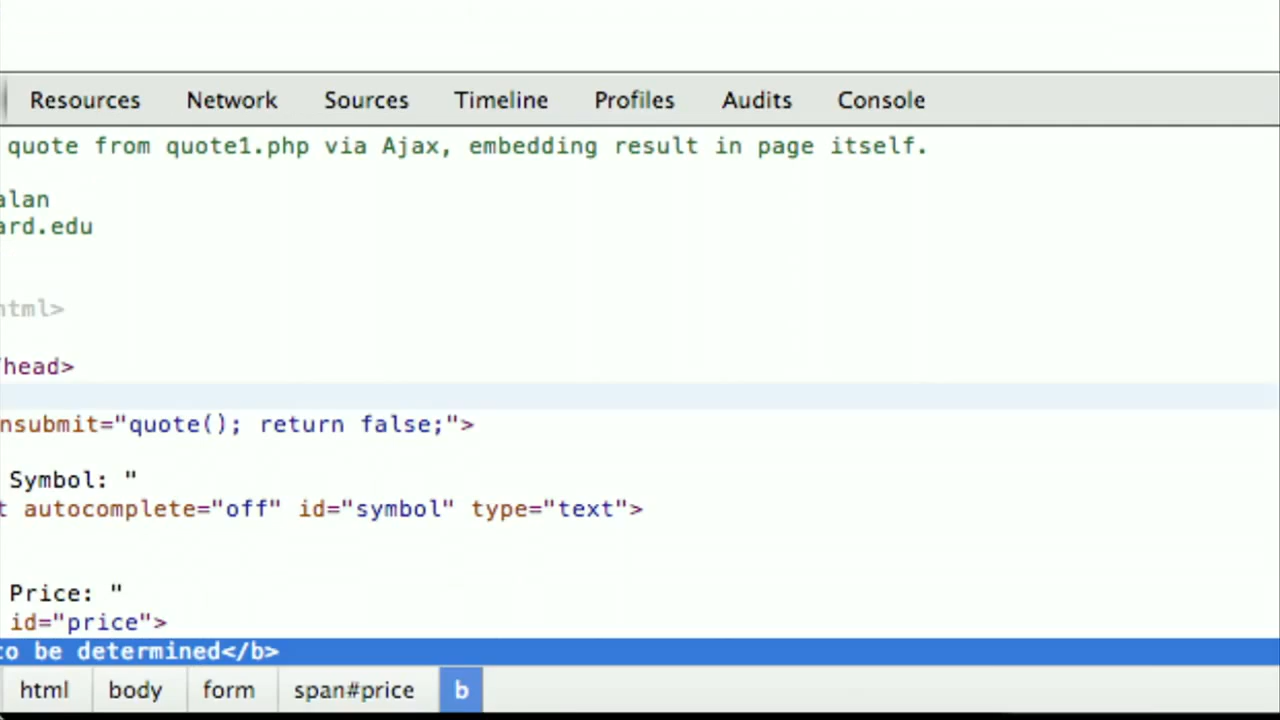 Resources Network Sources Timeline Profiles Audits Console
quote from quote1.php via Ajax, embedding result in page itself.
alan
ard.edu
html>
/head>
nsubmit="quote(); return false;">
Symbol: "
t autocomplete="off" id="symbol" type="text">
Price: "
id="price">
to be determined</b>
html body form span#price b